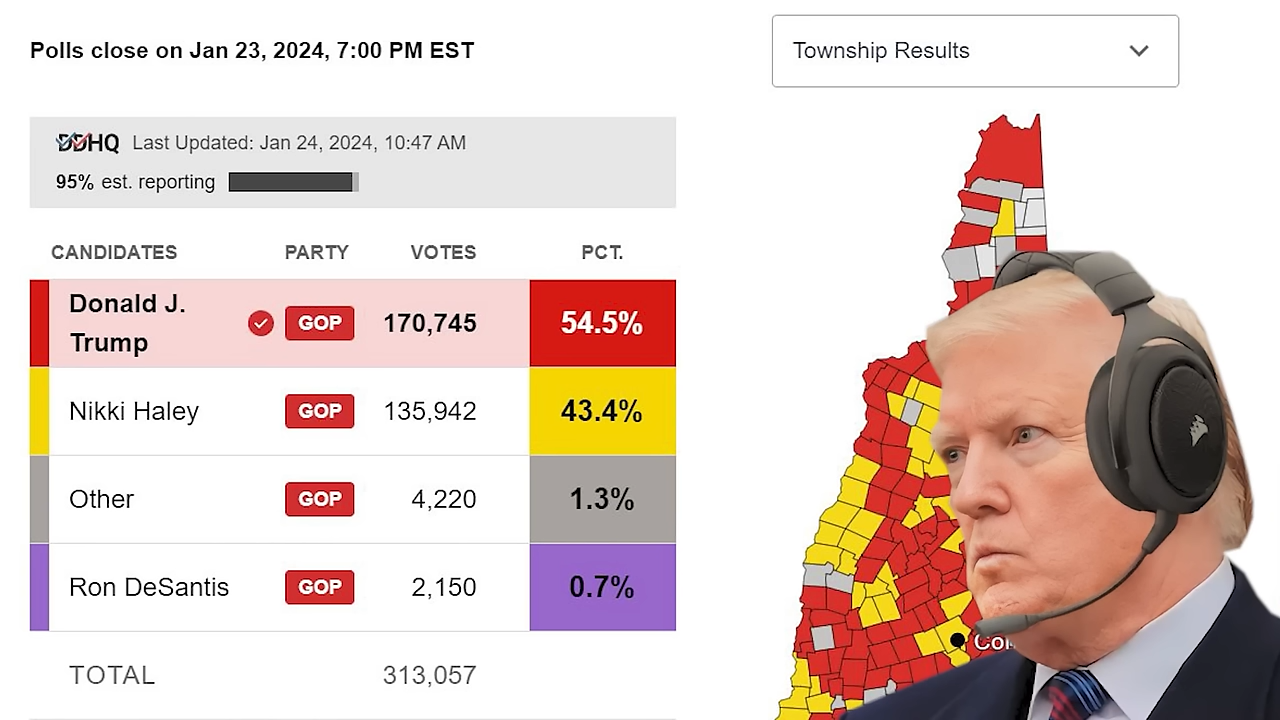 Polls close on Jan 23, 2024, 7:00 PM EST
Township Results
DDHQ Last Updated: Jan 24, 2024, 10:47 AM
95% est. reporting
CANDIDATES PARTY VOTES PCT.
Donald J.
Trump GOP 170,745 54.5%
Nikki Haley GOP 135,942 43.4%
Other GOP 4,220 1.3%
Ron DeSantis GOP 2,150 0.7%
TOTAL 313,057